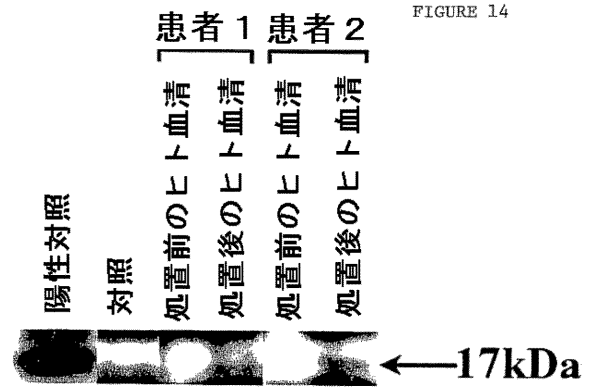 FIGURE 14
患者1 患者2
陽性対照
対照
処置前のヒト血清
処置後のヒト血清
処置前のヒト血清
処置後のヒト血清
17kDa